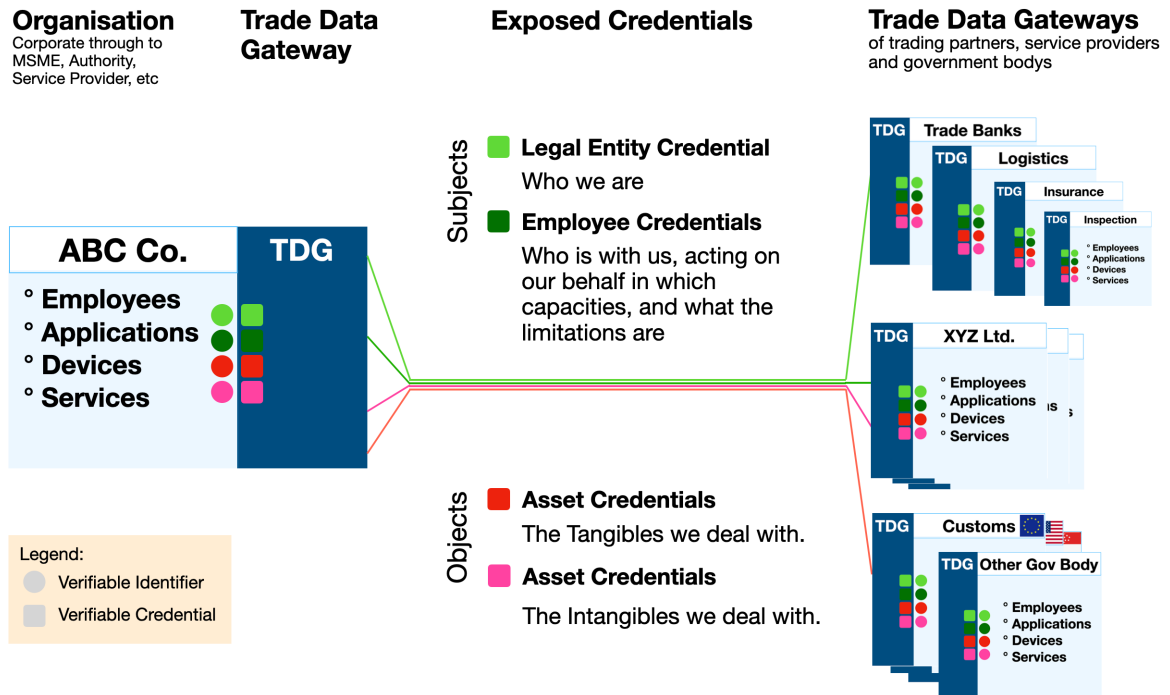 Organisation
Corporate through to
MSME, Authority,
Service Provider, etc
Trade Data
Gateway
Exposed Credentials
Trade Data Gateways
of trading partners, service providers
and government bodys
ABC Co.
TDG
° Employees
° Applications
° Devices
° Services
Legend:
Verifiable Identifier
Verifiable Credential
Subjects
Legal Entity Credential
Who we are
Employee Credentials
Who is with us, acting on
our behalf in which
capacities, and what the
limitations are
Objects
Asset Credentials
The Tangibles we deal with.
Asset Credentials
The Intangibles we deal with.
TDG
Trade Banks
TDG
Logistics
TDG
Insurance
TDG
Inspection
° Employees
° Applications
° Devices
° Services
TDG
XYZ Ltd.
° Employees
° Applications
° Devices
° Services
TDG
Customs
TDG
Other Gov Body
° Employees
° Applications
° Devices
° Services